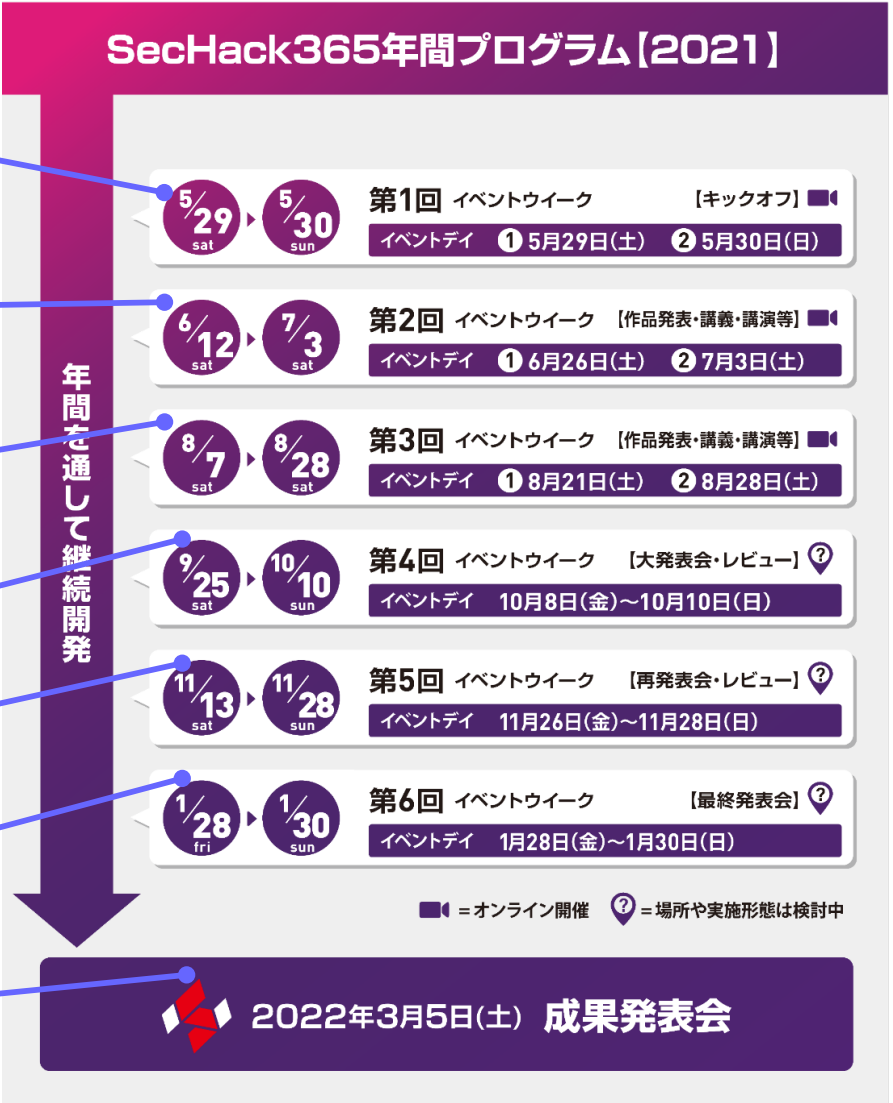 SecHack365年間プログラム【2021】
年間を通して継続開発
5/29 sat 5/30 sun
第1回 イベントウイーク 【キックオフ】
イベントデイ ① 5月29日(土) ② 5月30日(日)
6/12 sat 7/3 sat
第2回 イベントウイーク 【作品発表・講義・講演等】
イベントデイ ① 6月26日(土) ② 7月3日(土)
8/7 sat 8/28 sat
第3回 イベントウイーク 【作品発表・講義・講演等】
イベントデイ ① 8月21日(土) ② 8月28日(土)
9/25 sat 10/10 sun
第4回 イベントウイーク 【大発表会・レビュー】
イベントデイ 10月8日(金)～10月10日(日)
11/13 sat 11/28 sun
第5回 イベントウイーク 【再発表会・レビュー】
イベントデイ 11月26日(金)～11月28日(日)
1/28 fri 1/30 sun
第6回 イベントウイーク 【最終発表会】
イベントデイ 1月28日(金)～1月30日(日)
=オンライン開催 ?=場所や実施形態は検討中
2022年3月5日(土) 成果発表会